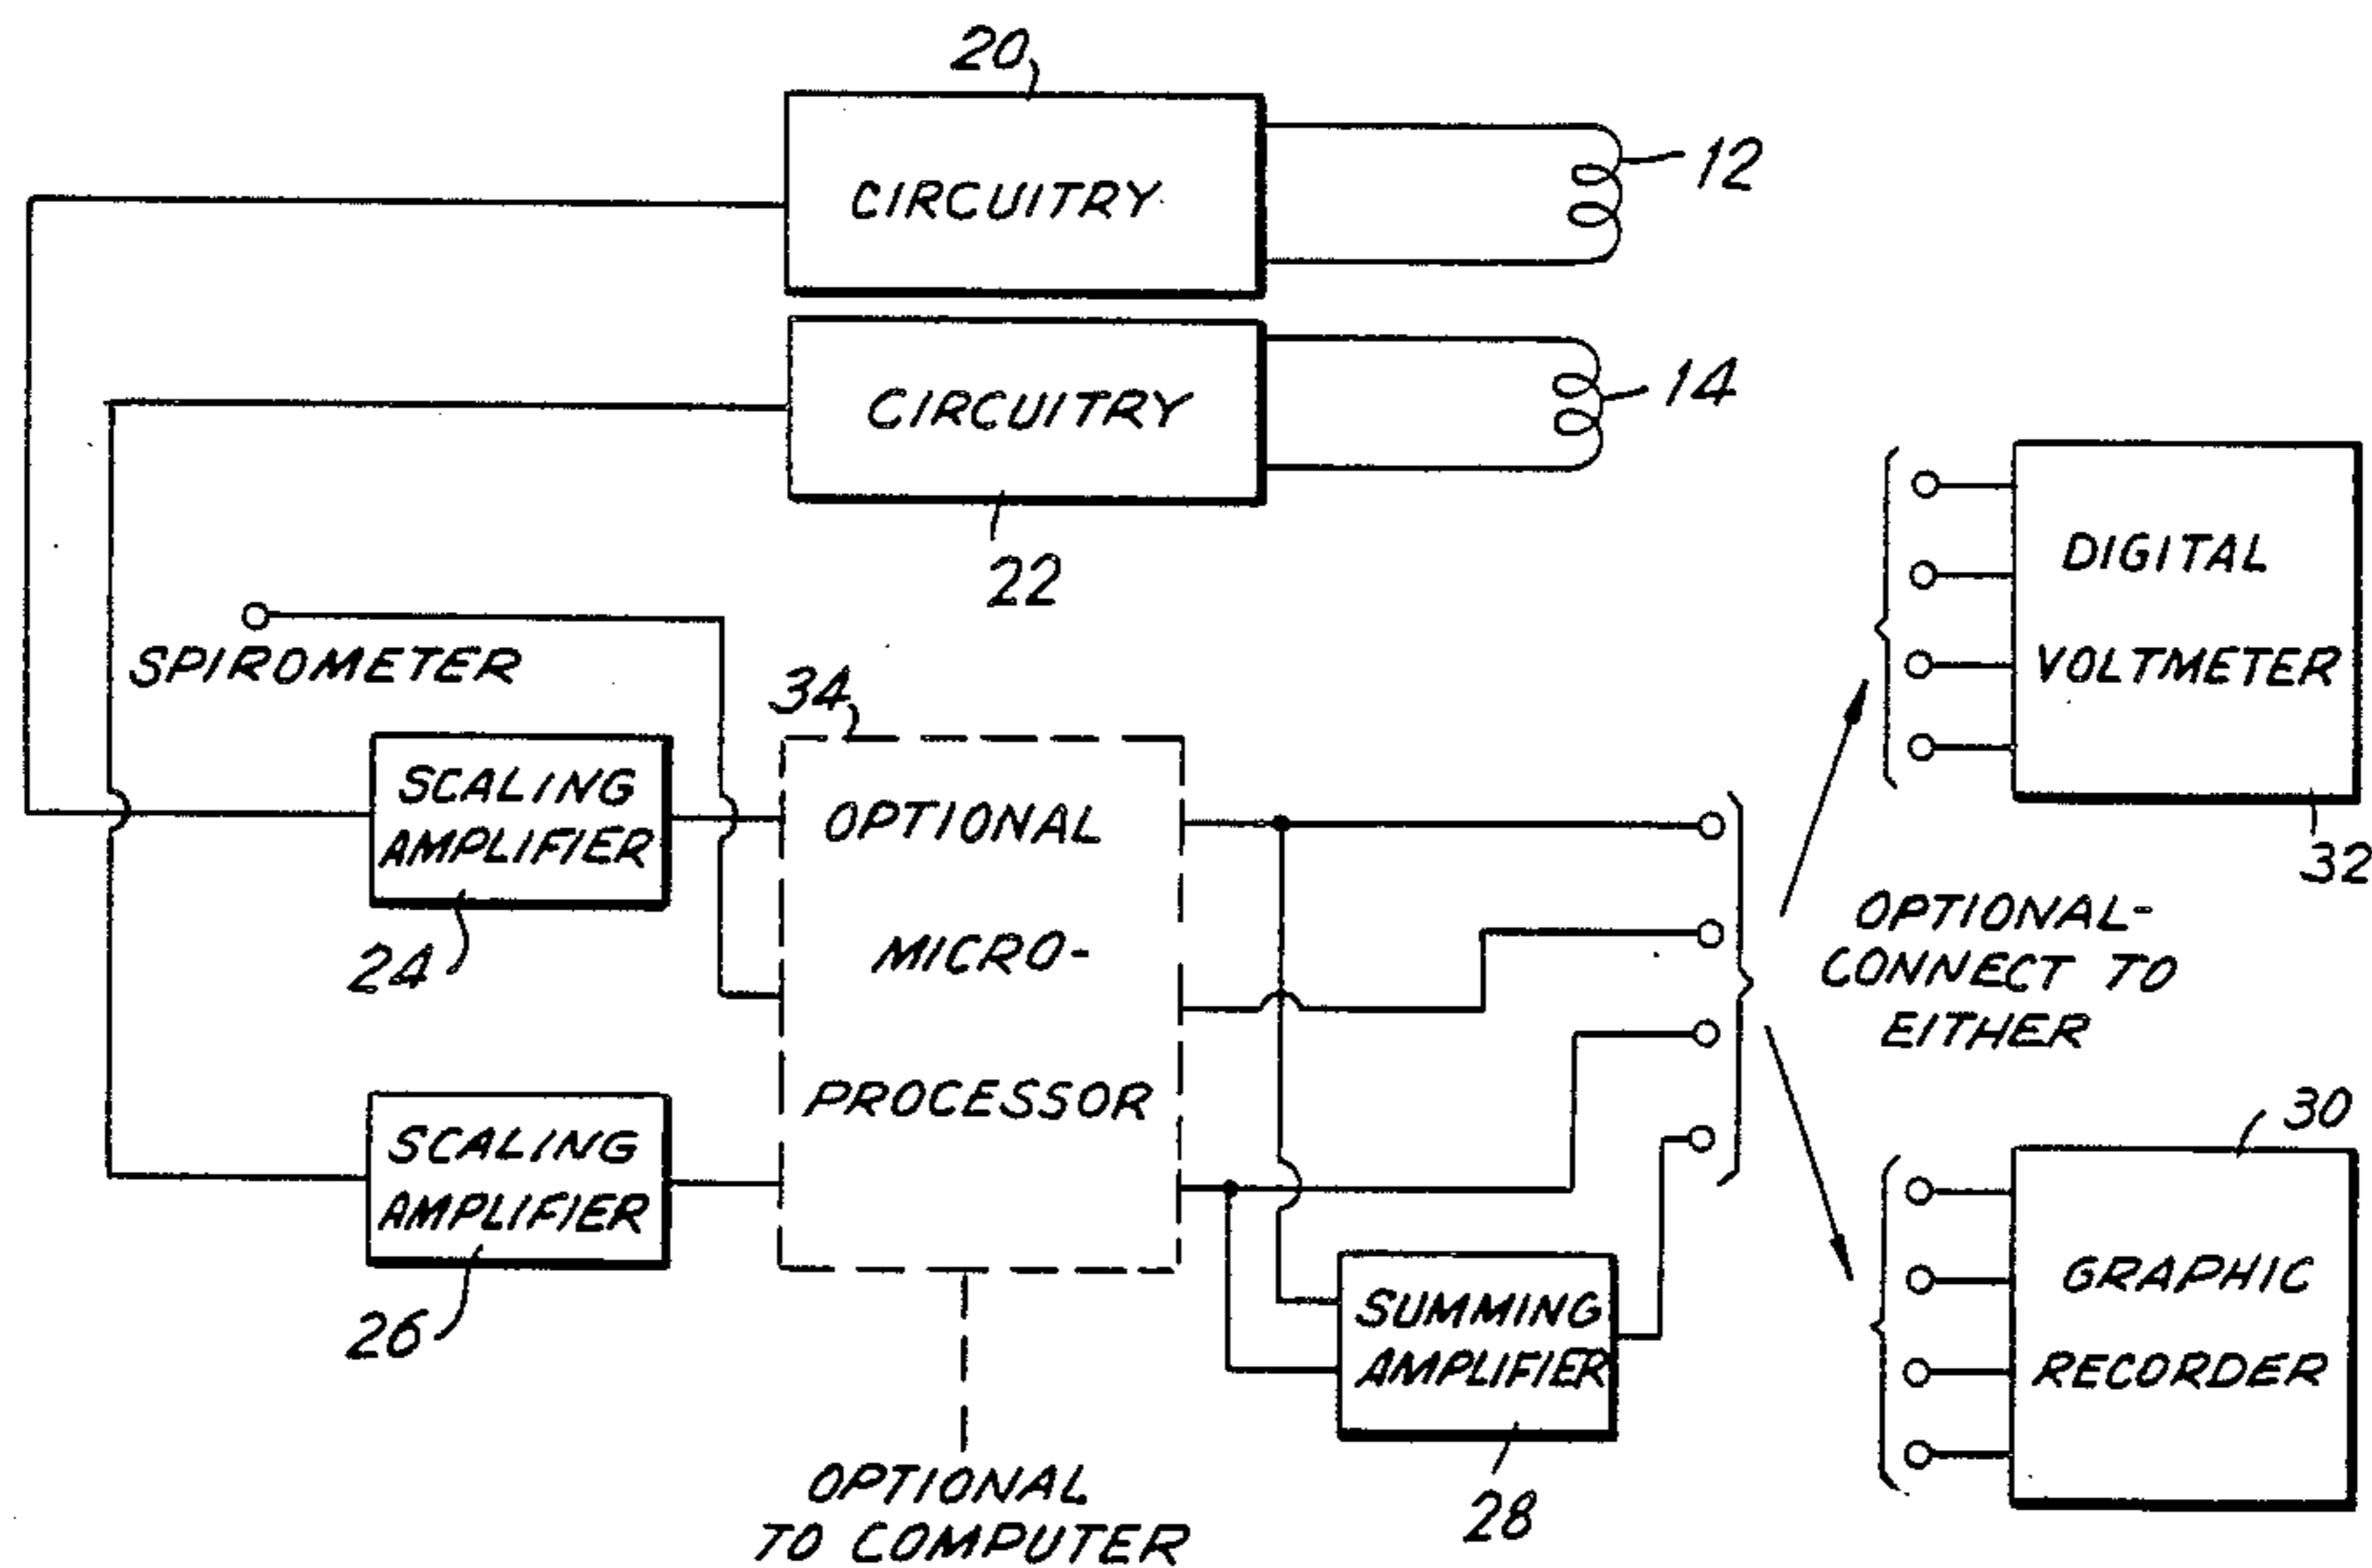 20
CIRCUITRY
12
CIRCUITRY
14
22
SPIROMETER
34
SCALING
AMPLIFIER
24
OPTIONAL
MICRO-
PROCESSOR
SCALING
AMPLIFIER
26
OPTIONAL
TO COMPUTER
SUMMING
AMPLIFIER
28
DIGITAL
VOLTMETER
32
OPTIONAL-
CONNECT TO
EITHER
30
GRAPHIC
RECORDER